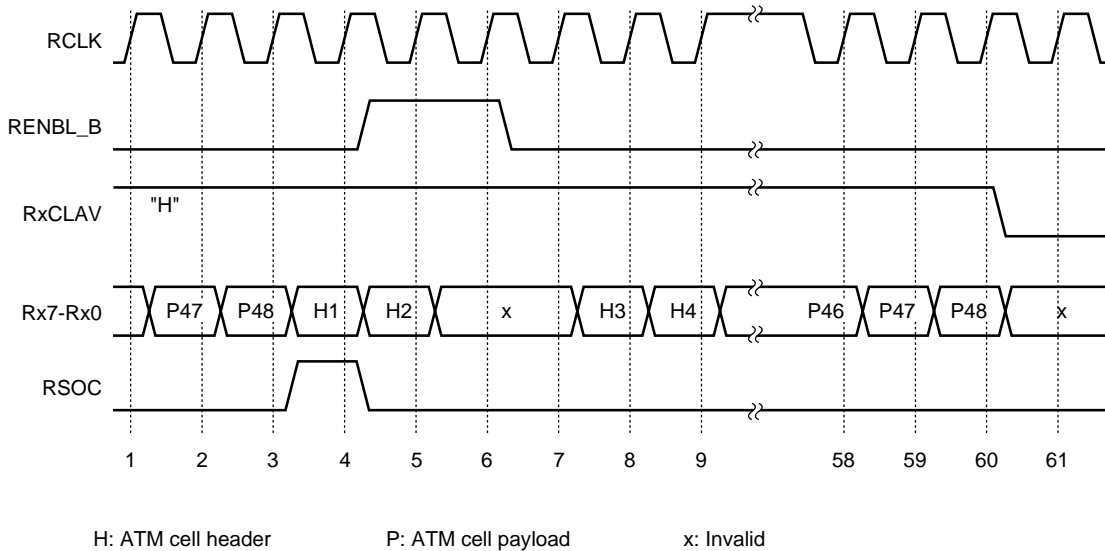 RCLK
RENBL_B
RxCLAV
"H"
Rx7-Rx0 P47 P48 H1 H2 x H3 H4 P46 P47 P48 x
RSOC
1 2 3 4 5 6 7 8 9 58 59 60 61
H: ATM cell header P: ATM cell payload x: Invalid